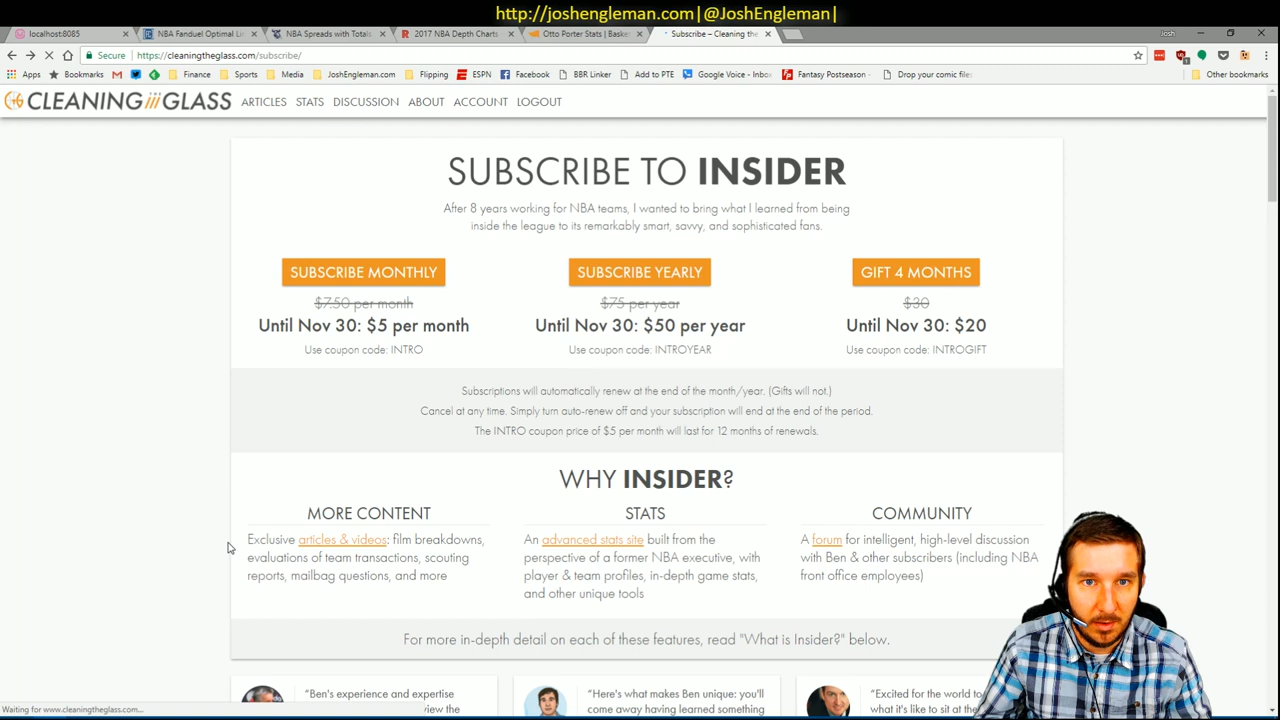 http://joshengleman.com|@JoshEngleman|
localhost:8085
NBA Fanduel Optimal Li
NBA Spreads with Totals
2017 NBA Depth Charts
Otto Porter Stats | Bask
Subscribe – Cleaning the
Josh
Secure
https://cleaningtheglass.com/subscribe/
Apps
Bookmarks
Finance
Sports
Media
JoshEngleman.com
Flipping
ESPN
Facebook
BBR Linker
Add to PTE
Google Voice - Inbo
Fantasy Postseason
Drop your comic files
Other bookmarks
CLEANING GLASS
ARTICLES STATS DISCUSSION ABOUT ACCOUNT LOGOUT
SUBSCRIBE TO INSIDER
After 8 years working for NBA teams, I wanted to bring what I learned from being
inside the league to its remarkably smart, savvy, and sophisticated fans.
SUBSCRIBE MONTHLY
$7.50 per month
Until Nov 30: $5 per month
Use coupon code: INTRO
SUBSCRIBE YEARLY
$75 per year
Until Nov 30: $50 per year
Use coupon code: INTROYEAR
GIFT 4 MONTHS
$30
Until Nov 30: $20
Use coupon code: INTROGIFT
Subscriptions will automatically renew at the end of the month/year. (Gifts will not.)
Cancel at any time. Simply turn auto-renew off and your subscription will end at the end of the period.
The INTRO coupon price of $5 per month will last for 12 months of renewals.
WHY INSIDER?
MORE CONTENT
Exclusive articles & videos: film breakdowns,
evaluations of team transactions, scouting
reports, mailbag questions, and more
STATS
An advanced stats site built from the
perspective of a former NBA executive, with
player & team profiles, in-depth game stats,
and other unique tools
COMMUNITY
A forum for intelligent, high-level discussion
with Ben & other subscribers (including NBA
front office employees)
For more in-depth detail on each of these features, read "What is Insider?" below.
"Ben's experience and expertise
view the
"Here's what makes Ben unique: you'll
come away having learned something
"Excited for the world to
what it's like to sit at the
Waiting for www.cleaningtheglass.com...